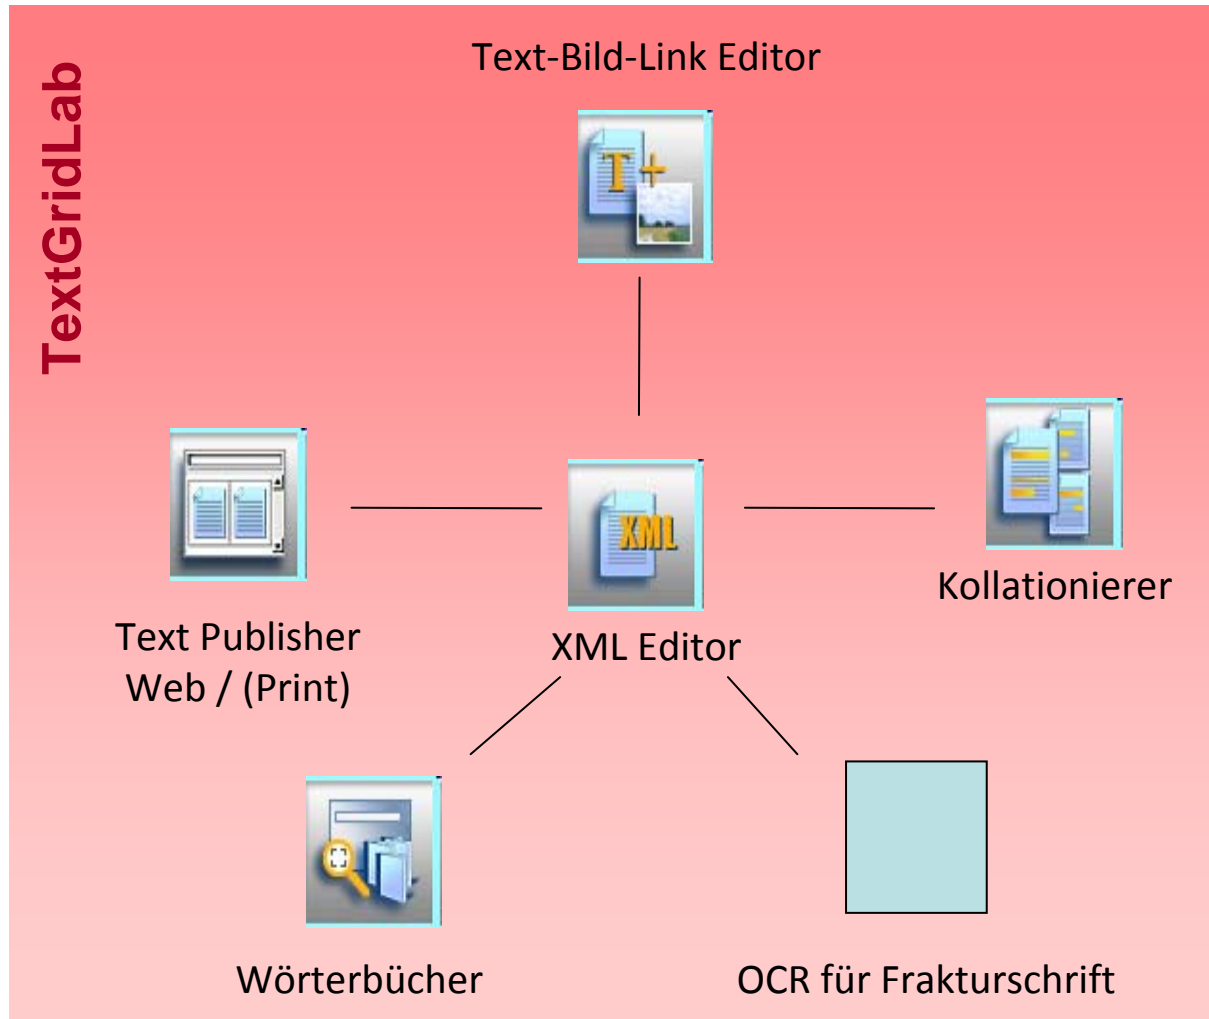 TextGridLab
Text-Bild-Link Editor
T+
XML
Kollationierer
Text Publisher
Web / (Print)
XML Editor
Wörterbücher
OCR für Frakturschrift